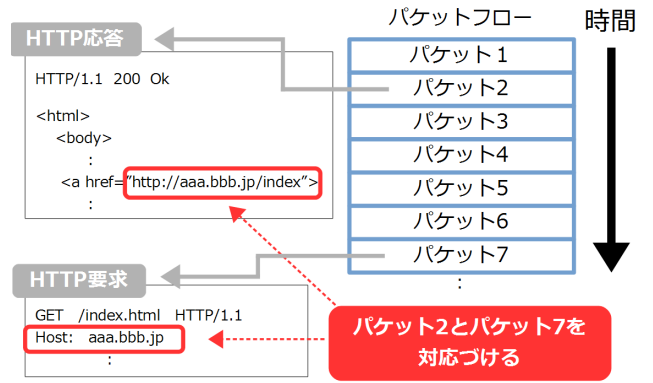 パケットフロー
時間
HTTP応答
HTTP/1.1 200 Ok
<html>
<body>
:
<a href="http://aaa.bbb.jp/index">
:
パケット1
パケット2
パケット3
パケット4
パケット5
パケット6
パケット7
:
HTTP要求
GET /index.html HTTP/1.1
Host: aaa.bbb.jp
:
パケット2とパケット7を
対応づける